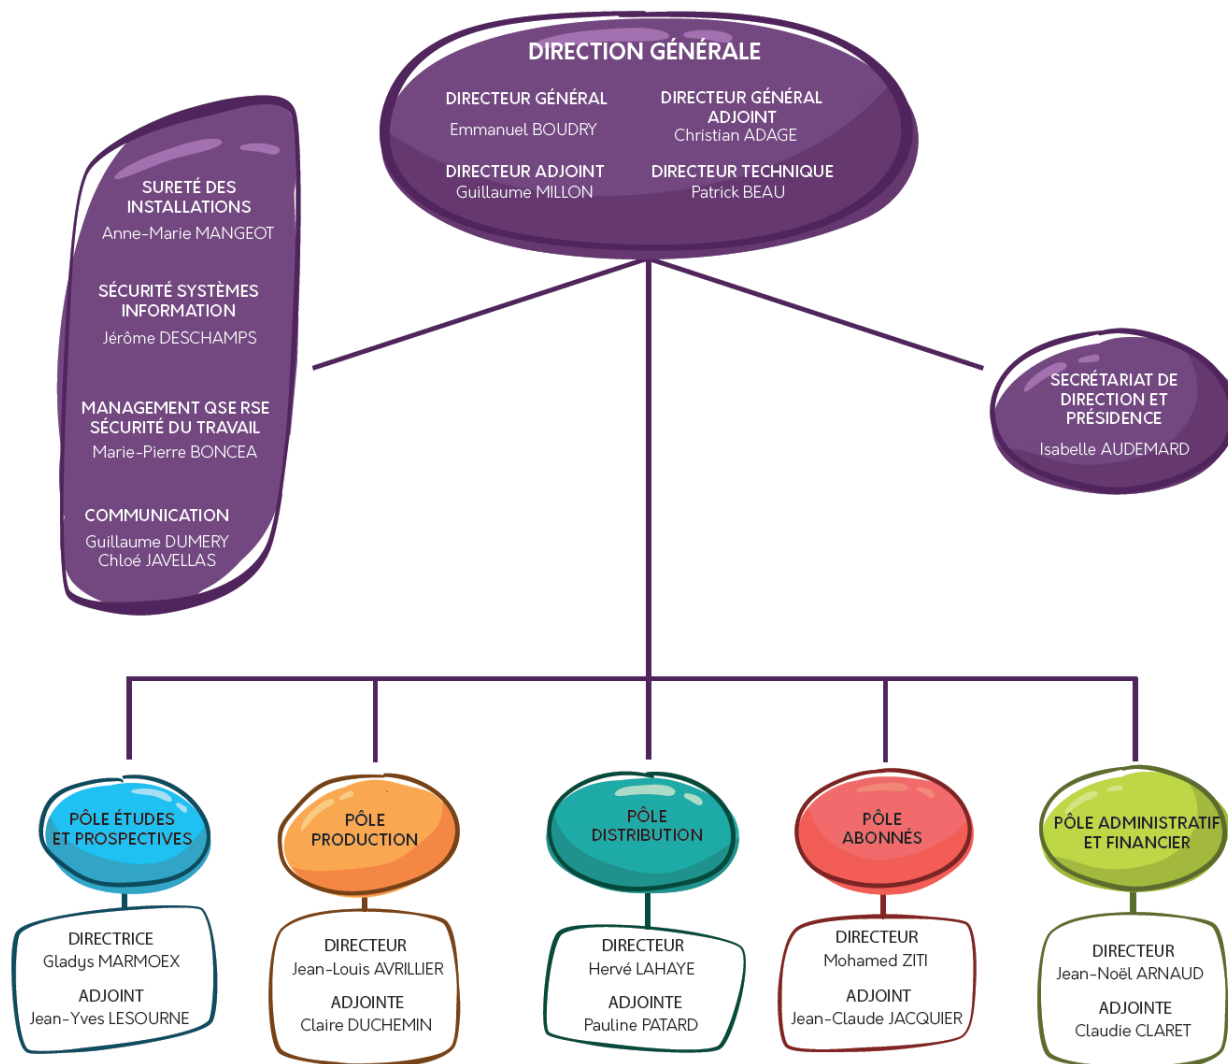 DIRECTION GÉNÉRALE
DIRECTEUR GÉNÉRAL
Emmanuel BOUDRY
DIRECTEUR GÉNÉRAL
ADJOINT
Christian ADAGE
DIRECTEUR ADJOINT
Guillaume MILLON
DIRECTEUR TECHNIQUE
Patrick BEAU
SURETÉ DES
INSTALLATIONS
Anne-Marie MANGEOT
SÉCURITÉ SYSTÈMES
INFORMATION
Jérôme DESCHAMPS
MANAGEMENT QSE RSE
SÉCURITÉ DU TRAVAIL
Marie-Pierre BONCEA
COMMUNICATION
Guillaume DUMERY
Chloé JAVELLAS
SECRÉTARIAT DE
DIRECTION ET
PRÉSIDENCE
Isabelle AUDEMARD
PÔLE ÉTUDES
ET PROSPECTIVES
DIRECTRICE
Gladys MARMOEX
ADJOINT
Jean-Yves LESOURNE
PÔLE
PRODUCTION
DIRECTEUR
Jean-Louis AVRILLIER
ADJOINTE
Claire DUCHEMIN
PÔLE
DISTRIBUTION
DIRECTEUR
Hervé LAHAYE
ADJOINTE
Pauline PATARD
PÔLE
ABONNÉS
DIRECTEUR
Mohamed ZITI
ADJOINT
Jean-Claude JACQUIER
PÔLE ADMINISTRATIF
ET FINANCIER
DIRECTEUR
Jean-Noël ARNAUD
ADJOINTE
Claudie CLARET